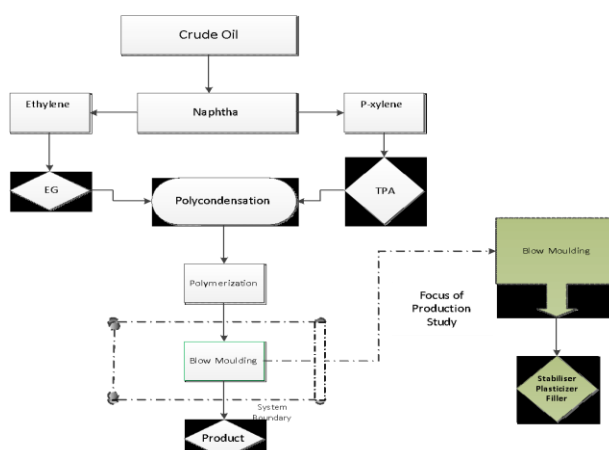 Crude Oil
Ethylene
Naphtha
P-xylene
EG
Polycondensation
TPA
Polymerization
Blow Moulding
Focus of
Production
Study
Blow Moulding
System
Boundary
Stabiliser
Plasticizer
Filler
Product